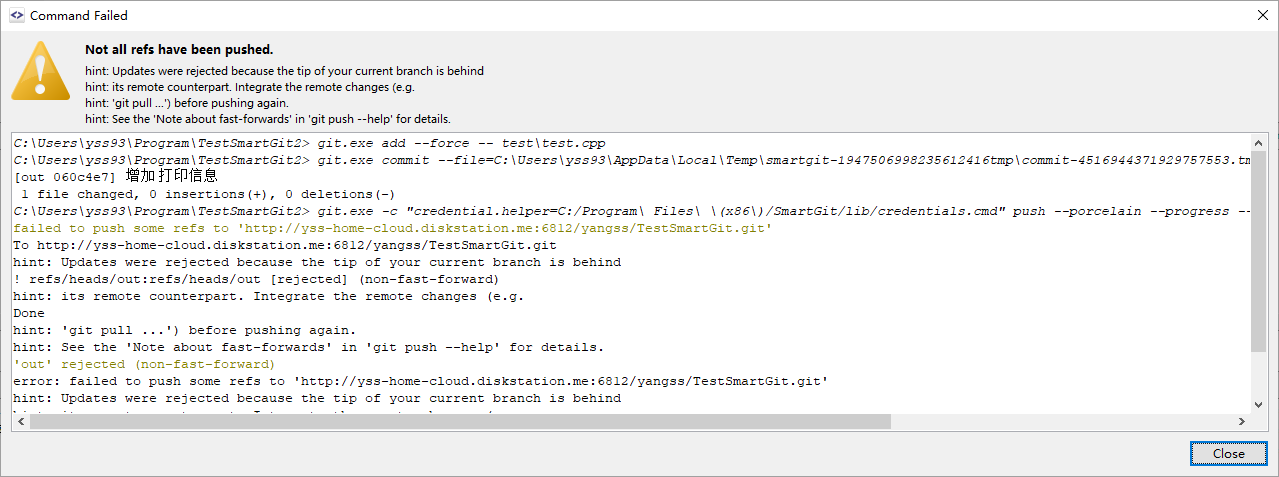 Command Failed
Not all refs have been pushed.
hint: Updates were rejected because the tip of your current branch is behind
hint: its remote counterpart. Integrate the remote changes (e.g.
hint: 'git pull ...') before pushing again.
hint: See the 'Note about fast-forwards' in 'git push --help' for details.
C:\Users\yss93\Program\TestSmartGit2> git.exe add --force -- test\test.cpp
C:\Users\yss93\Program\TestSmartGit2> git.exe commit --file=C:\Users\yss93\AppData\Local\Temp\smartgit-1947506998235612416tmp\commit-4516944371929757553.tm
[out 060c4e7] 增加打印信息
1 file changed, 0 insertions(+), 0 deletions(-)
C:\Users\yss93\Program\TestSmartGit2> git.exe -c "credential.helper=C:/Program\ Files\ \(x86\)/SmartGit/lib/credentials.cmd" push --porcelain --progress --
failed to push some refs to 'http://yss-home-cloud.diskstation.me:6812/yangss/TestSmartGit.git'
To http://yss-home-cloud.diskstation.me:6812/yangss/TestSmartGit.git
hint: Updates were rejected because the tip of your current branch is behind
! refs/heads/out:refs/heads/out [rejected] (non-fast-forward)
hint: its remote counterpart. Integrate the remote changes (e.g.
Done
hint: 'git pull ...') before pushing again.
hint: See the 'Note about fast-forwards' in 'git push --help' for details.
'out' rejected (non-fast-forward)
error: failed to push some refs to 'http://yss-home-cloud.diskstation.me:6812/yangss/TestSmartGit.git'
hint: Updates were rejected because the tip of your current branch is behind
Close